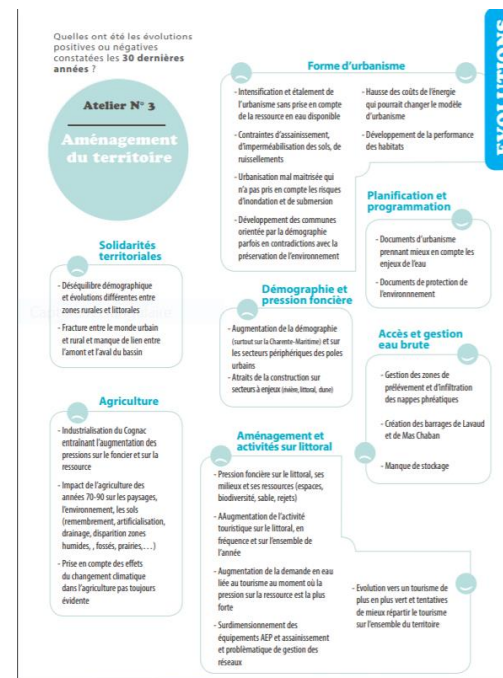 Quelles ont été les évolutions
positives ou négatives
constatées les 30 dernières
années ?
Atelier N° 3
Aménagement
du territoire
EVOLUTIONS
Forme d'urbanisme
- Intensification et étalement de
l'urbanisme sans prise en compte
de la ressource en eau disponible
- Contraintes d'assainissement,
d'imperméabilisation des sols, de
ruissellements
- Urbanisation mal maitrisée qui
n'a pas pris en compte les risques
d'inondation et de submersion
- Développement des communes
orientée par la démographie
parfois en contradictions avec la
préservation de l'environnement
- Hausse des coûts de l'énergie
qui pourrait changer le modèle
d'urbanisme
- Développement de la performance
des habitats
Planification et
programmation
- Documents d'urbanisme
prennant mieux en compte les
enjeux de l'eau
- Documents de protection de
l'environnnement
Solidarités
territoriales
- Déséquilibre démographique
et évolutions différentes entre
zones rurales et littorales
- Fracture entre le monde urbain
et rural et manque de lien entre
l'amont et l'aval du bassin
Démographie et
pression foncière
- Augmentation de la démographie
(surtout sur la Charente-Maritime) et sur
les secteurs périphériques des poles
urbains
- Atraits de la construction sur
secteurs à enjeux (rivière, littoral, dune)
Accès et gestion
eau brute
- Gestion des zones de
prélévement et d'infiltration
des nappes phréatiques
- Création des barrages de Lavaud
et de Mas Chaban
- Manque de stockage
Agriculture
- Industrialisation du Cognac
entraînant l'augmentation des
pressions sur le foncier et sur la
ressource
- Impact de l'agriculture des
années 70-90 sur les paysages,
l'environnement, les sols
(remembrement, artificialisation,
drainage, disparition zones
humides, , fossés, prairies,…)
- Prise en compte des effets
du changement climatique
dans l'agriculture pas toujours
évidente
Aménagement et
activités sur littoral
- Pression foncière sur le littoral, ses
milieux et ses ressources (espaces,
biodiversité, sable, rejets)
- AAugmentation de l'activité
touristique sur le littoral, en
fréquence et sur l'ensemble de
l'année
- Augmentation de la demande en eau
liée au tourisme au moment où la
pression sur la ressource est la plus
forte
- Surdimensionnement des
équipements AEP et assainissement
et problèmatique de gestion des
réseaux
- Evolution vers un tourisme de
plus en plus vert et tentatives
de mieux répartir le tourisme
sur l'ensemble du territoire